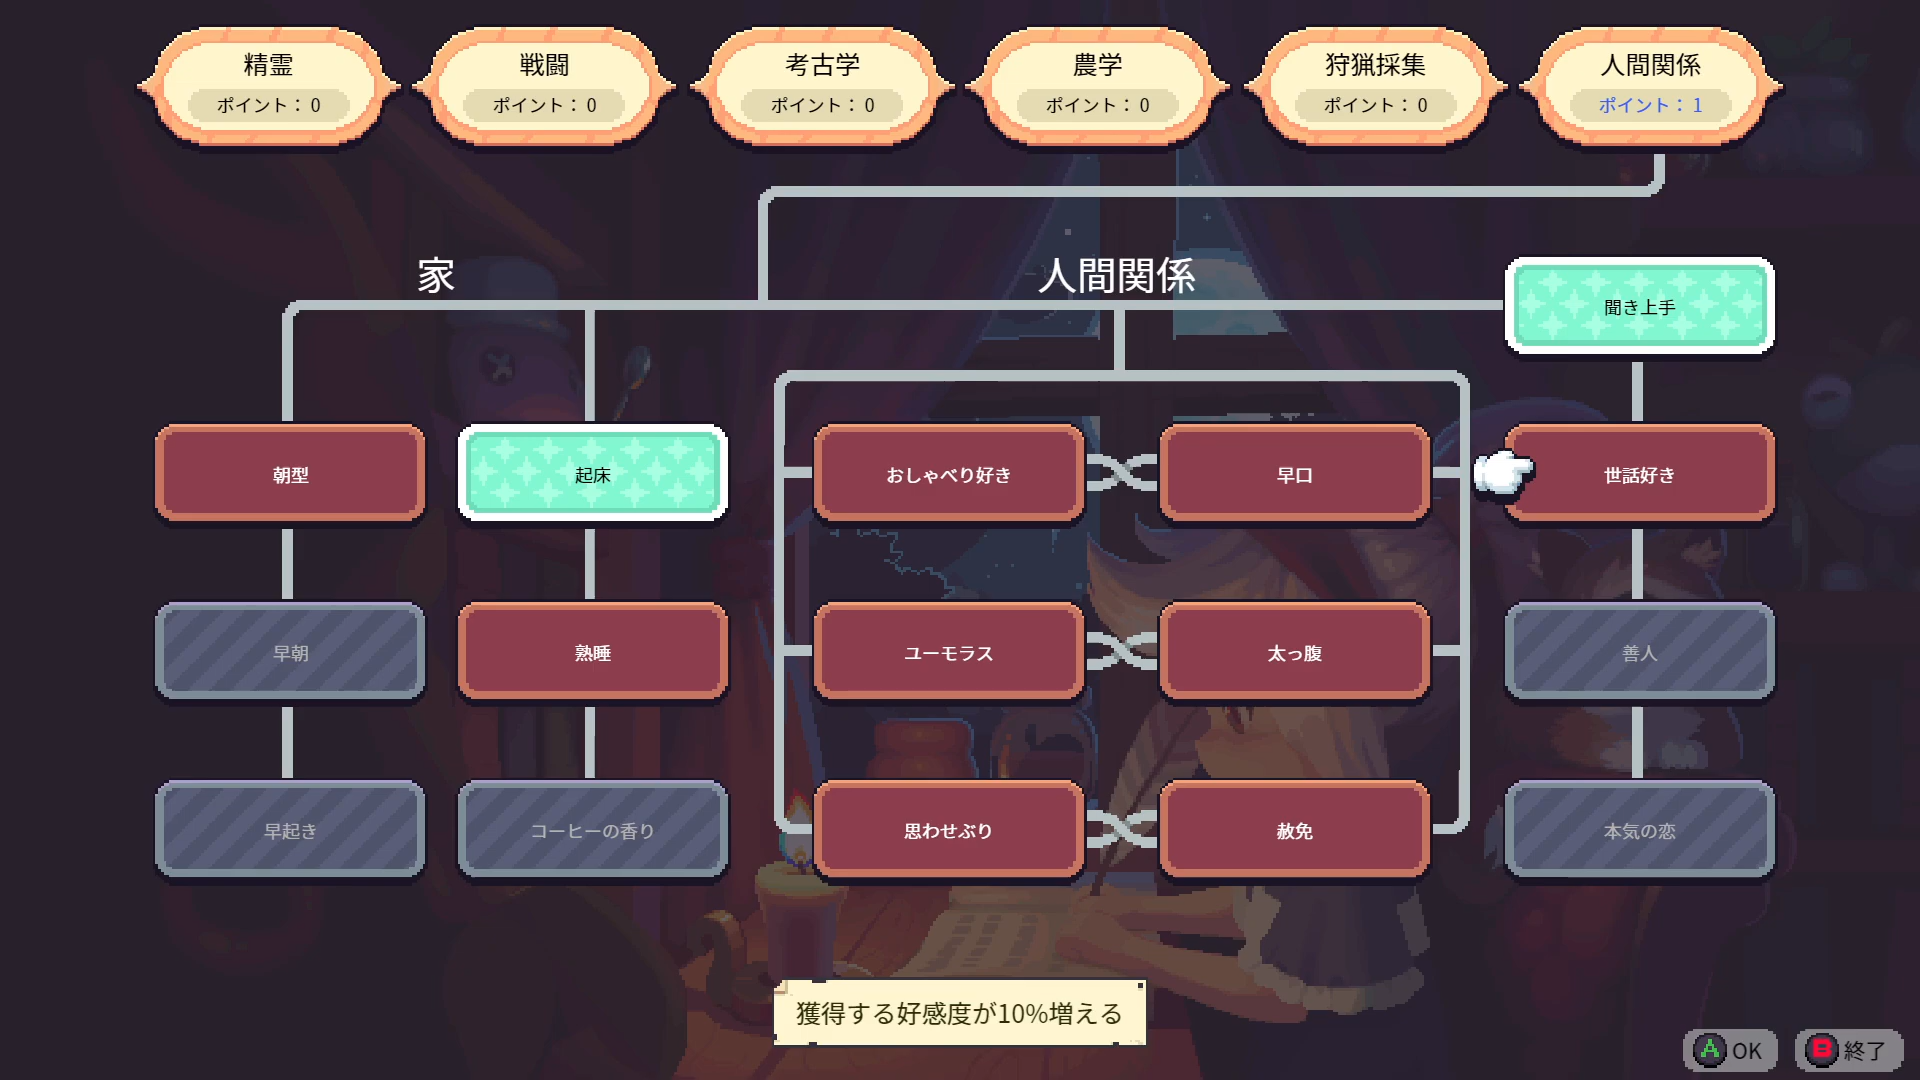 精霊
ポイント： 0
戦闘
ポイント： 0
考古学
ポイント： 0
農学
ポイント： 0
狩猟採集
ポイント： 0
人間関係
ポイント： 1
家
人間関係
聞き上手
朝型
起床
おしゃべり好き
早口
世話好き
早朝
熟睡
ユーモラス
太っ腹
善人
早起き
コーヒーの香り
思わせぶり
赦免
本気の恋
獲得する好感度が10%増える
A OK
B 終了